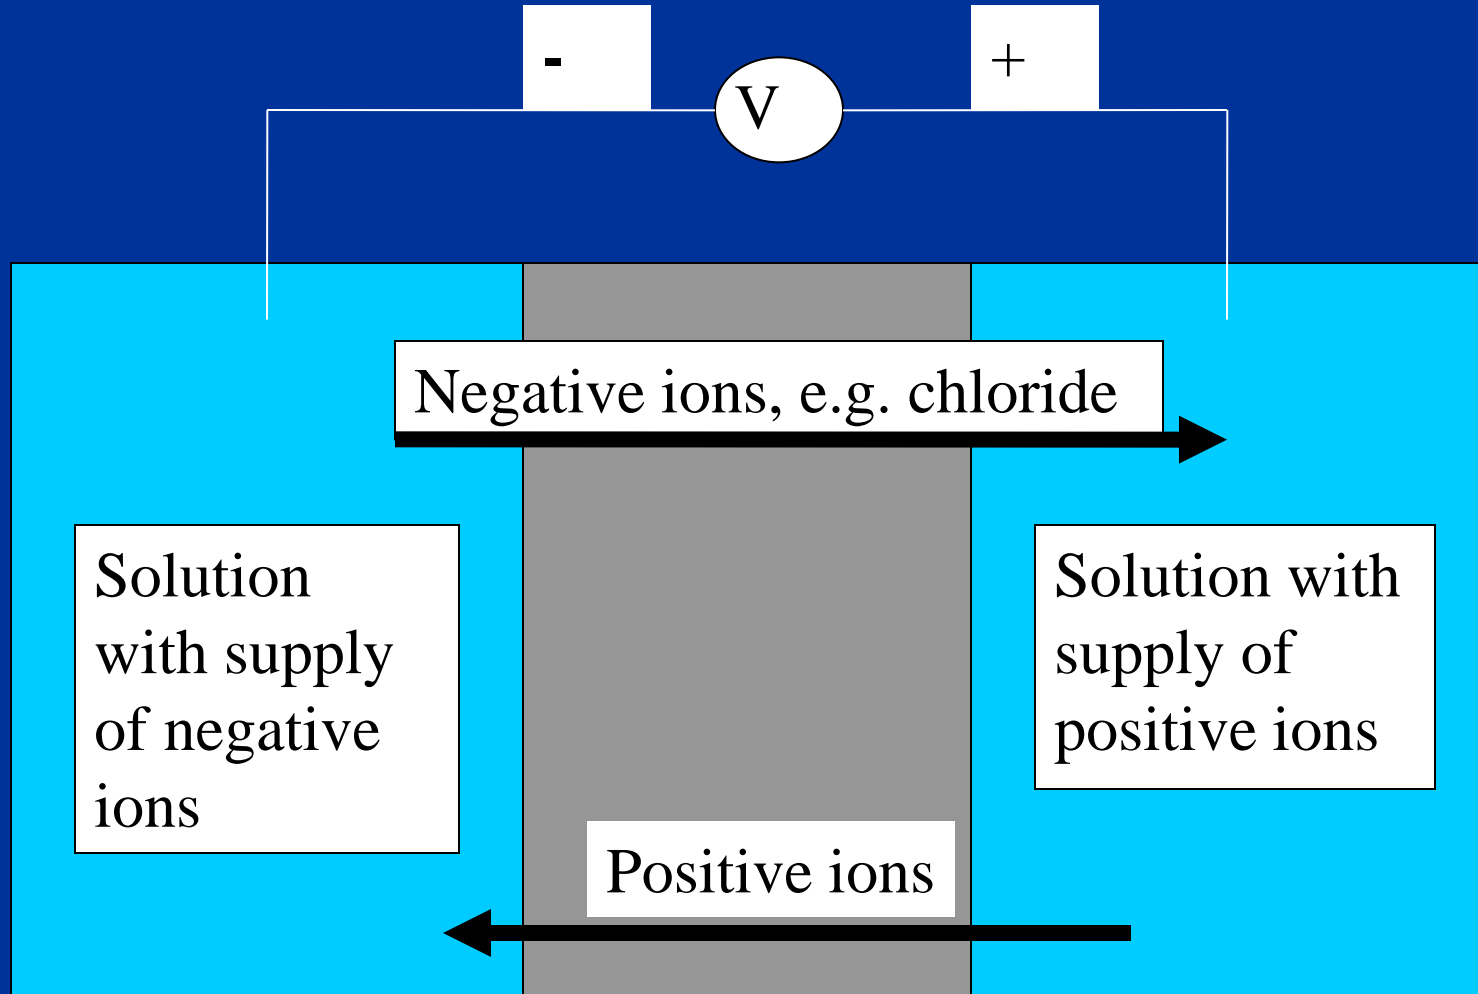 -
+
V
Negative ions, e.g. chloride
Solution
with supply
of negative
ions
Solution with
supply of
positive ions
Positive ions